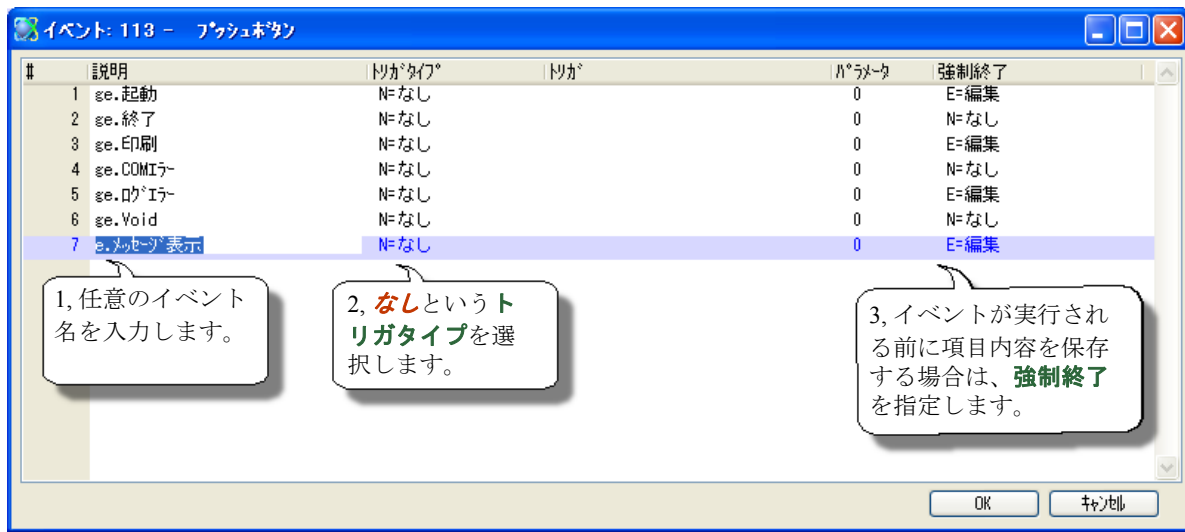 イベント: 113 - プッシュボタン
# 説明 トリガタイプ トリガ パラメータ 強制終了
1 ge.起動 N=なし 0 E=編集
2 ge.終了 N=なし 0 N=なし
3 ge.印刷 N=なし 0 E=編集
4 ge.COMエラー N=なし 0 N=なし
5 ge.ログエラー N=なし 0 E=編集
6 ge.Void N=なし 0 N=なし
7 e.メッセージ表示 N=なし 0 E=編集
1, 任意のイベント
名を入力します。
2, なしというト
リガタイプを選
択します。
3, イベントが実行され
る前に項目内容を保存
する場合は、強制終了
を指定します。
OK キャンセル